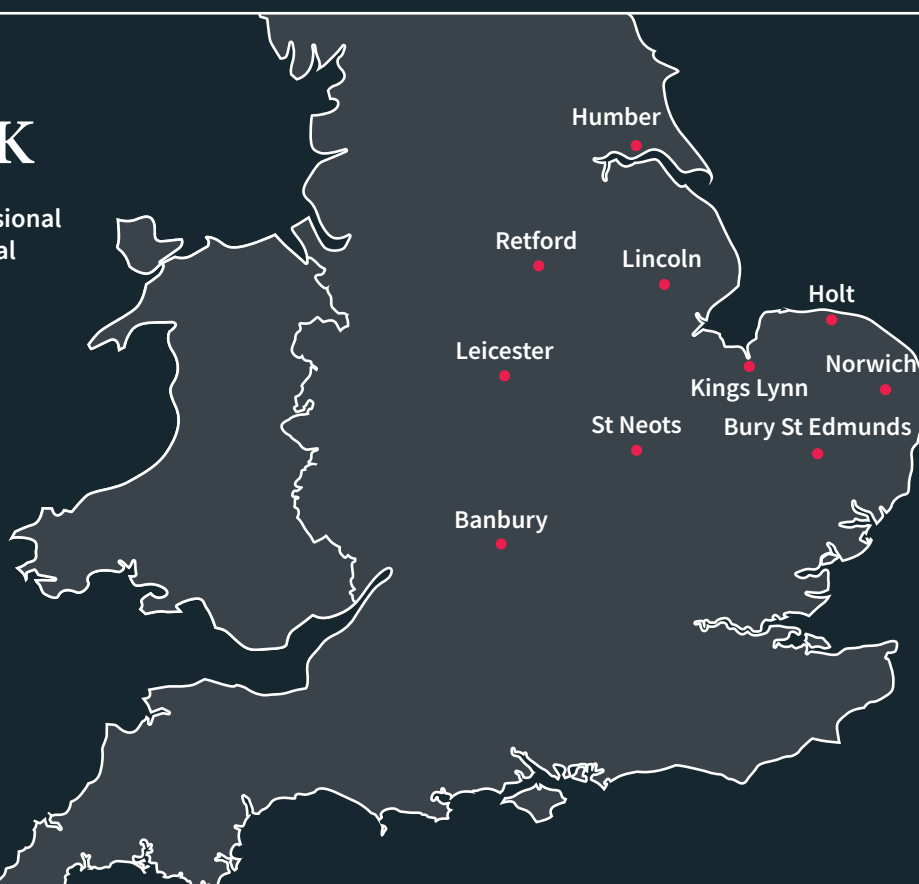 K
sional
al
Humber
Retford
Lincoln
Holt
Leicester
Norwich
Kings Lynn
St Neots
Bury St Edmunds
Banbury